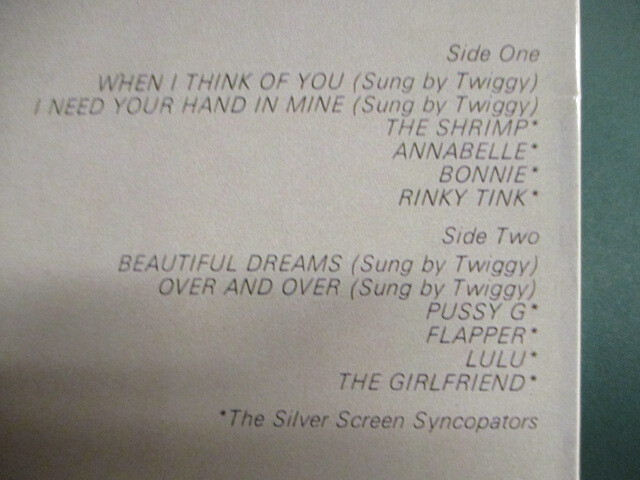 Side One
WHEN I THINK OF YOU (Sung by Twiggy)
I NEED YOUR HAND IN MINE (Sung by Twiggy)
THE SHRIMP*
ANNABELLE*
BONNIE*
RINKY TINK*
Side Two
BEAUTIFUL DREAMS (Sung by Twiggy)
OVER AND OVER (Sung by Twiggy)
PUSSY G*
FLAPPER*
LULU*
THE GIRLFRIEND*
*The Silver Screen Syncopators